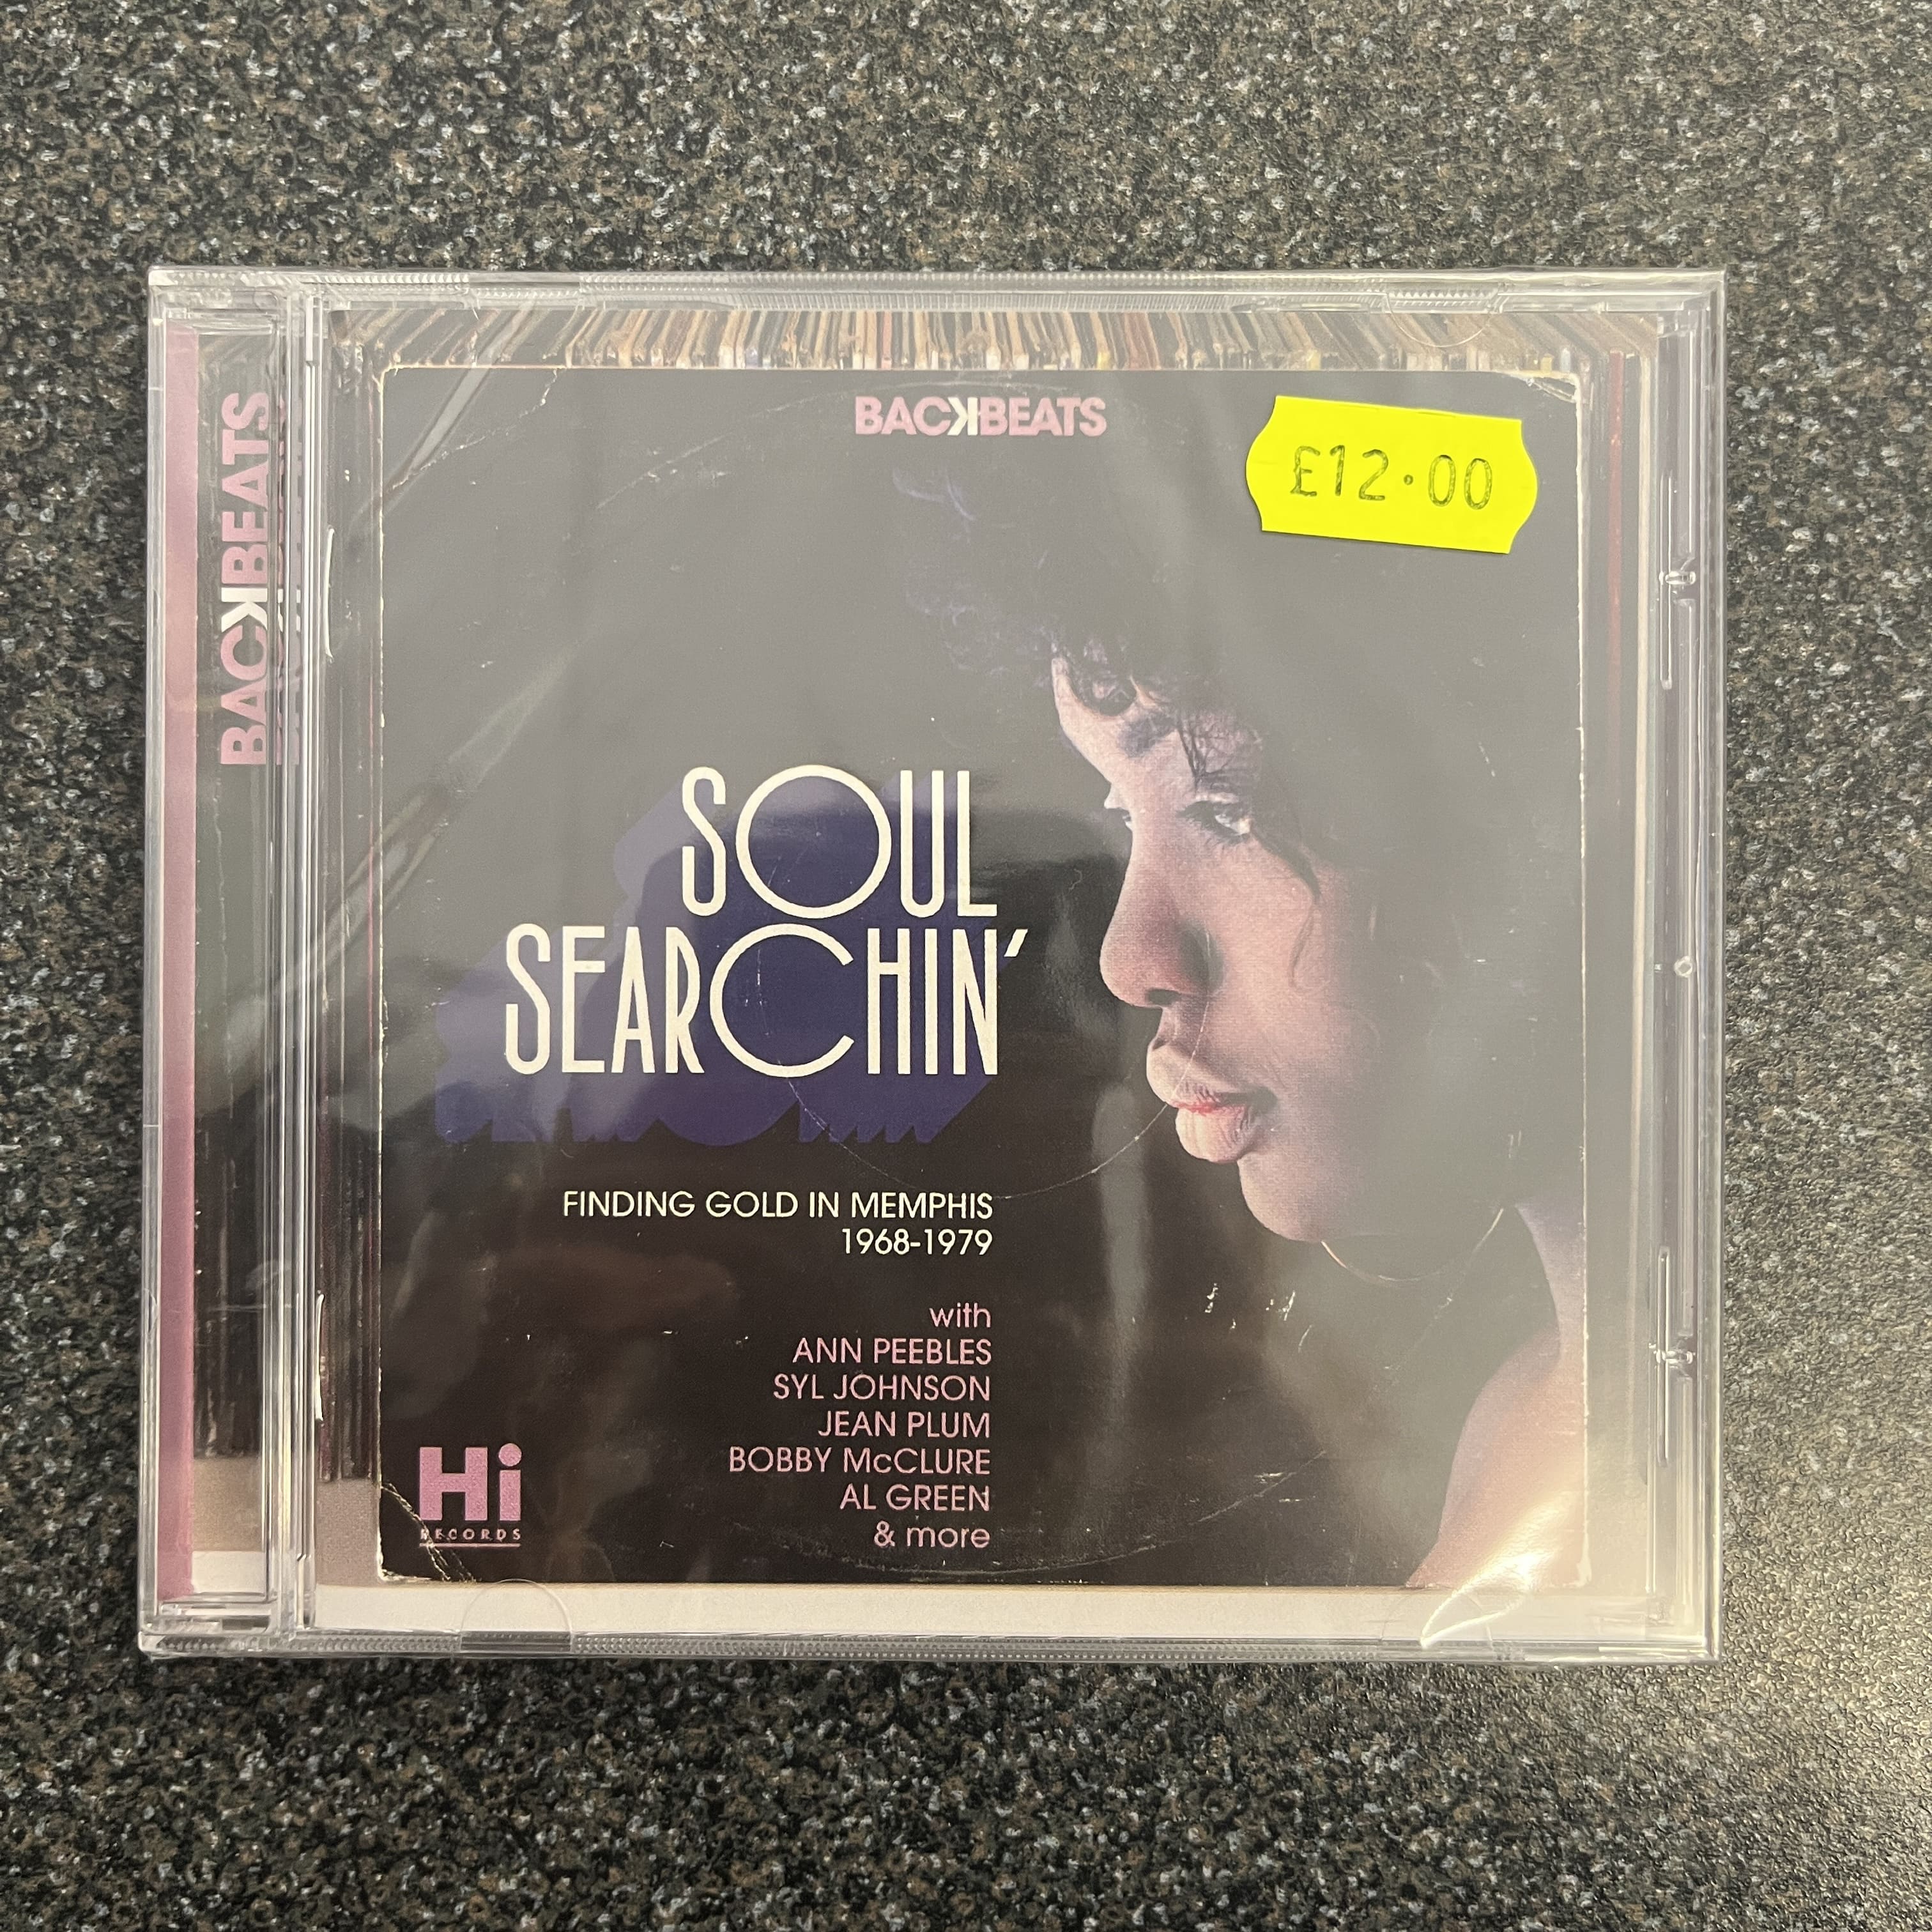 BACKBEATS
BACKBEATS
£12.00
SOUL
SEARCHIN'
FINDING GOLD IN MEMPHIS
1968-1979
with
ANN PEEBLES
SYL JOHNSON
JEAN PLUM
BOBBY McCLURE
AL GREEN
& more
Hi
RECORDS